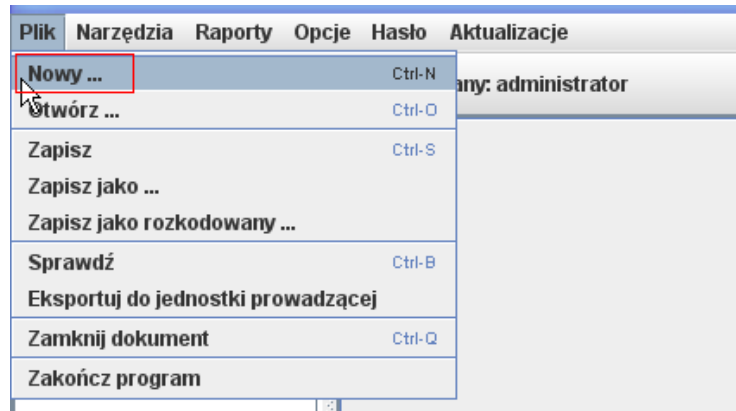 Plik Narzędzia Raporty Opcje Hasło Aktualizacje
Nowy ... Ctrl-N
any: administrator
Otwórz ... Ctrl-O
Zapisz Ctrl-S
Zapisz jako ...
Zapisz jako rozkodowany ...
Sprawdź Ctrl-B
Eksportuj do jednostki prowadzącej
Zamknij dokument Ctrl-Q
Zakończ program